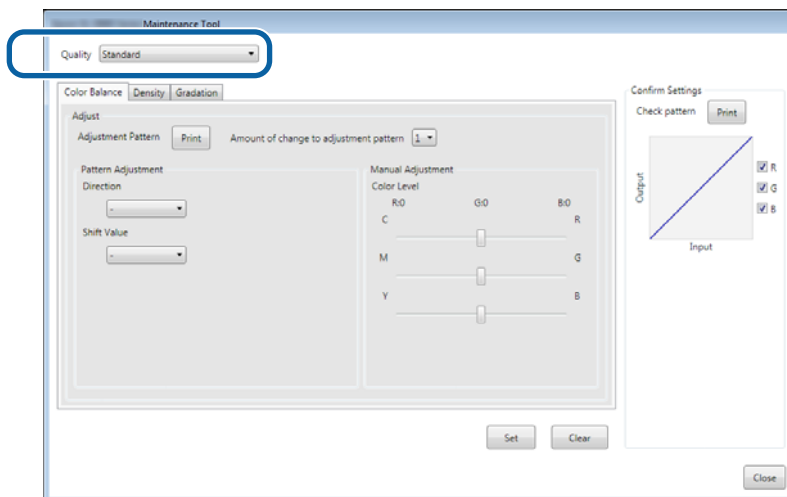 Maintenance Tool
Quality Standard
Color Balance Density Gradation
Adjust
Adjustment Pattern Print Amount of change to adjustment pattern 1
Pattern Adjustment
Direction
-
Shift Value
-
Manual Adjustment
Color Level
R:0 G:0 B:0
C R
M G
Y B
Set Clear
Confirm Settings
Check pattern Print
Output
R
G
B
Input
Close